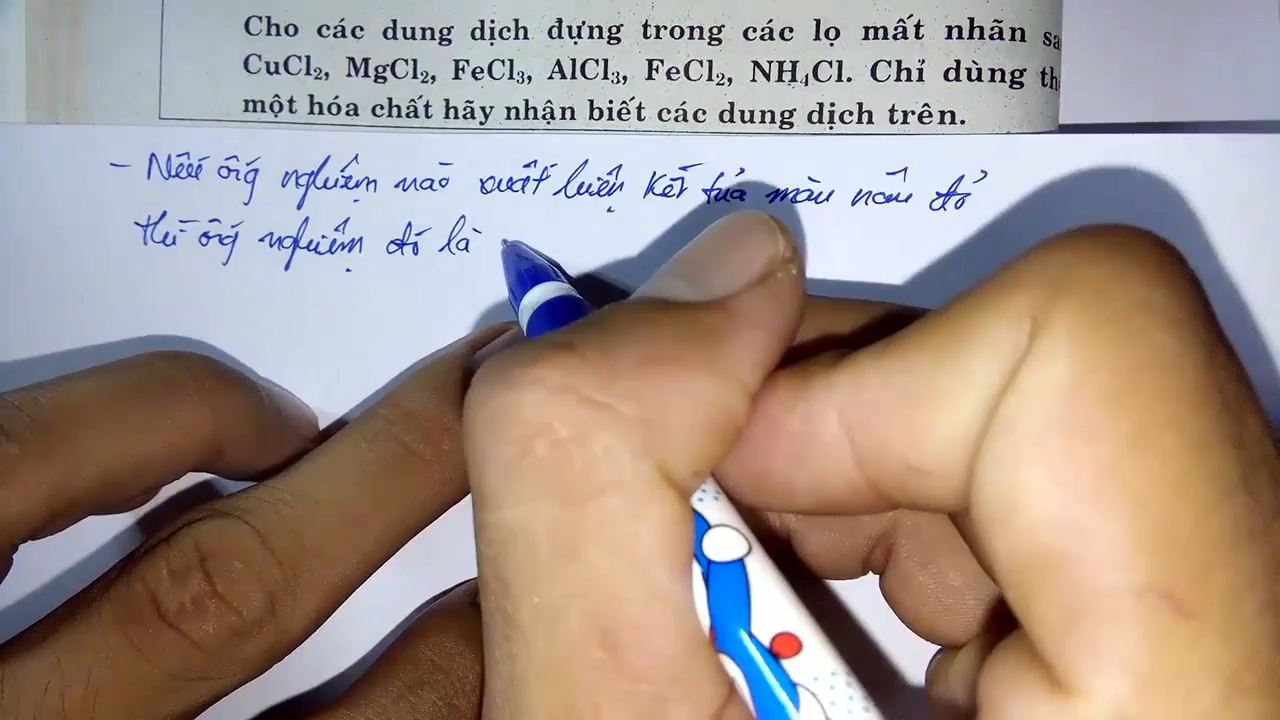 Cho các dung dịch đựng trong các lọ mất nhãn sa
CuCl₂, MgCl₂, FeCl₃, AlCl₃, FeCl₂, NH₄Cl. Chỉ dùng th
một hóa chất hãy nhận biết các dung dịch trên.
- Nếu ống nghiệm nào xuất hiện kết tủa màu nâu đỏ
thì ống nghiệm đó là